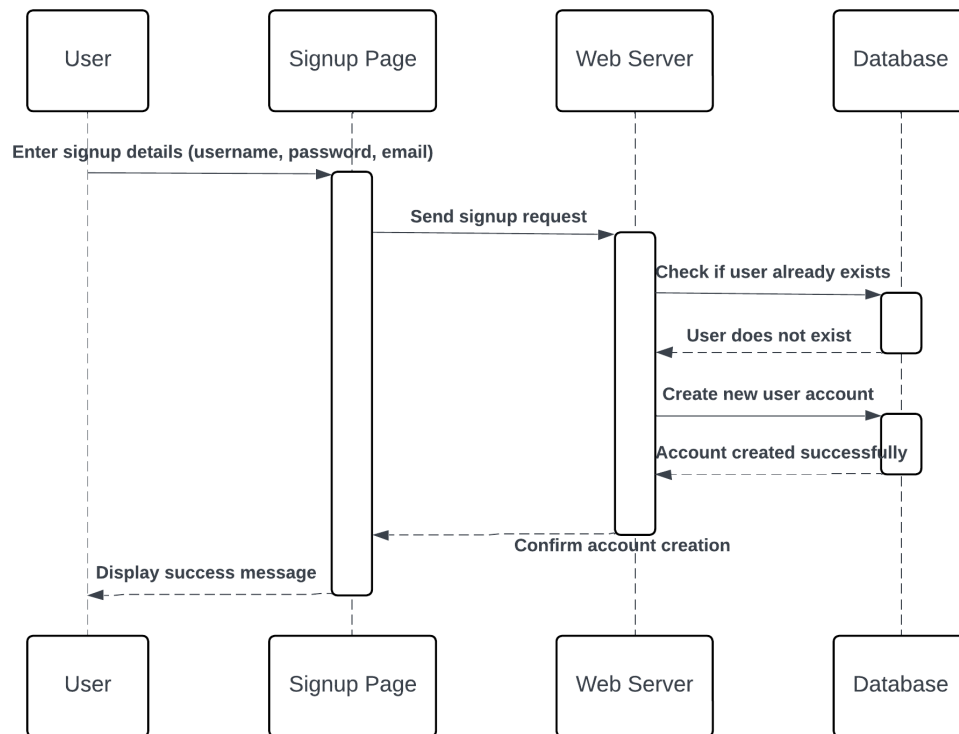 User
Signup Page
Web Server
Database
Enter signup details (username, password, email)
Send signup request
Check if user already exists
User does not exist
Create new user account
Account created successfully
Confirm account creation
Display success message
User
Signup Page
Web Server
Database